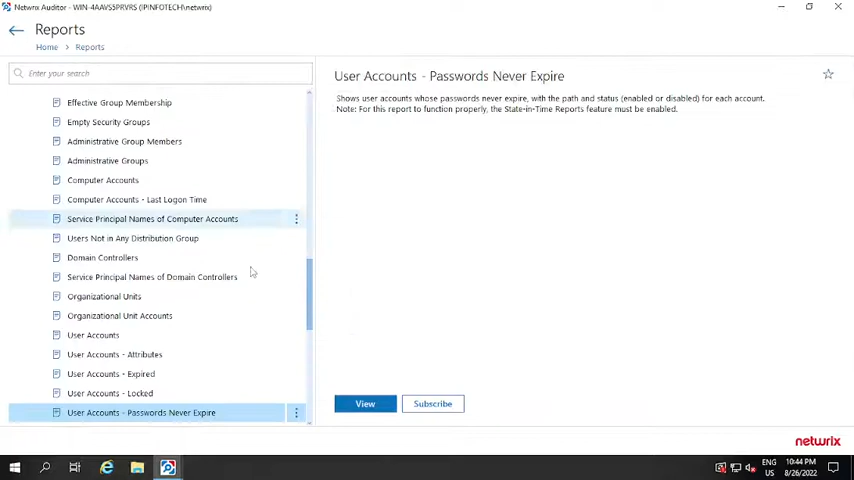 Netwrix Auditor - WIN-4AAVS5PRVRS (IPINFOTECH\netwrix)
Reports
Home > Reports
Enter your search
Effective Group Membership
Empty Security Groups
Administrative Group Members
Administrative Groups
Computer Accounts
Computer Accounts - Last Logon Time
Service Principal Names of Computer Accounts
Users Not in Any Distribution Group
Domain Controllers
Service Principal Names of Domain Controllers
Organizational Units
Organizational Unit Accounts
User Accounts
User Accounts - Attributes
User Accounts - Expired
User Accounts - Locked
User Accounts - Passwords Never Expire
User Accounts - Passwords Never Expire
Shows user accounts whose passwords never expire, with the path and status (enabled or disabled) for each account.
Note: For this report to function properly, the State-in-Time Reports feature must be enabled.
View
Subscribe
netwrix
ENG
US
10:44 PM
8/26/2022